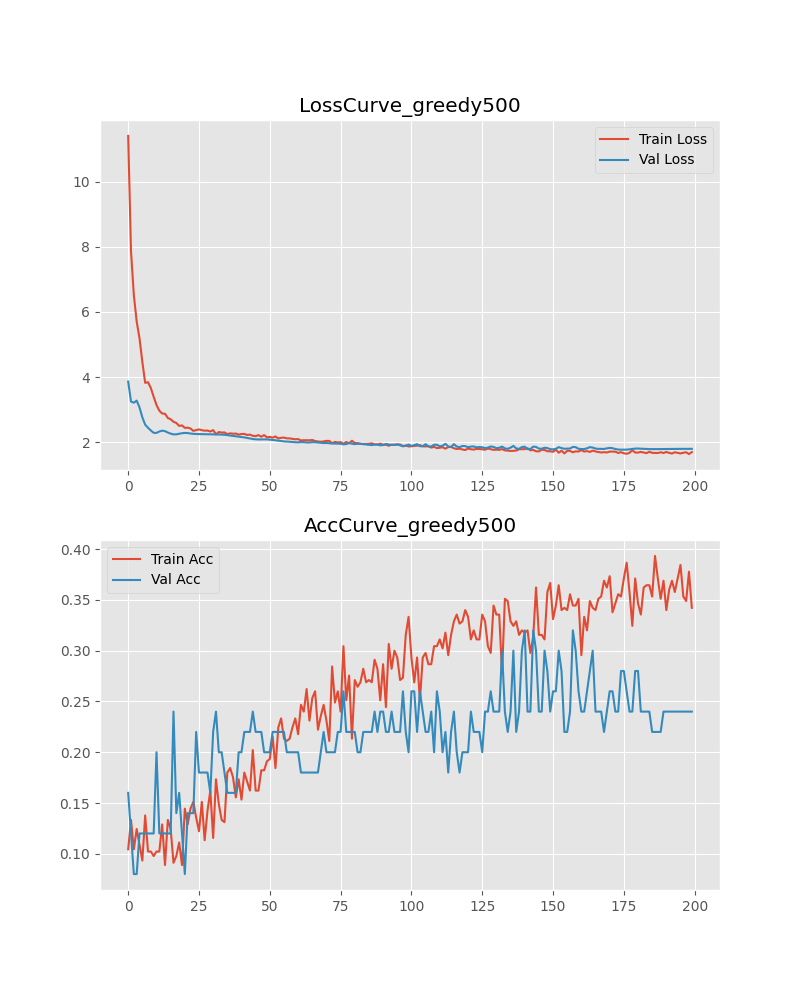 LossCurve_greedy500
Train Loss
Val Loss
10
8
6
4
2
0 25 50 75 100 125 150 175 200
AccCurve_greedy500
Train Acc
Val Acc
0.40
0.35
0.30
0.25
0.20
0.15
0.10
0 25 50 75 100 125 150 175 200